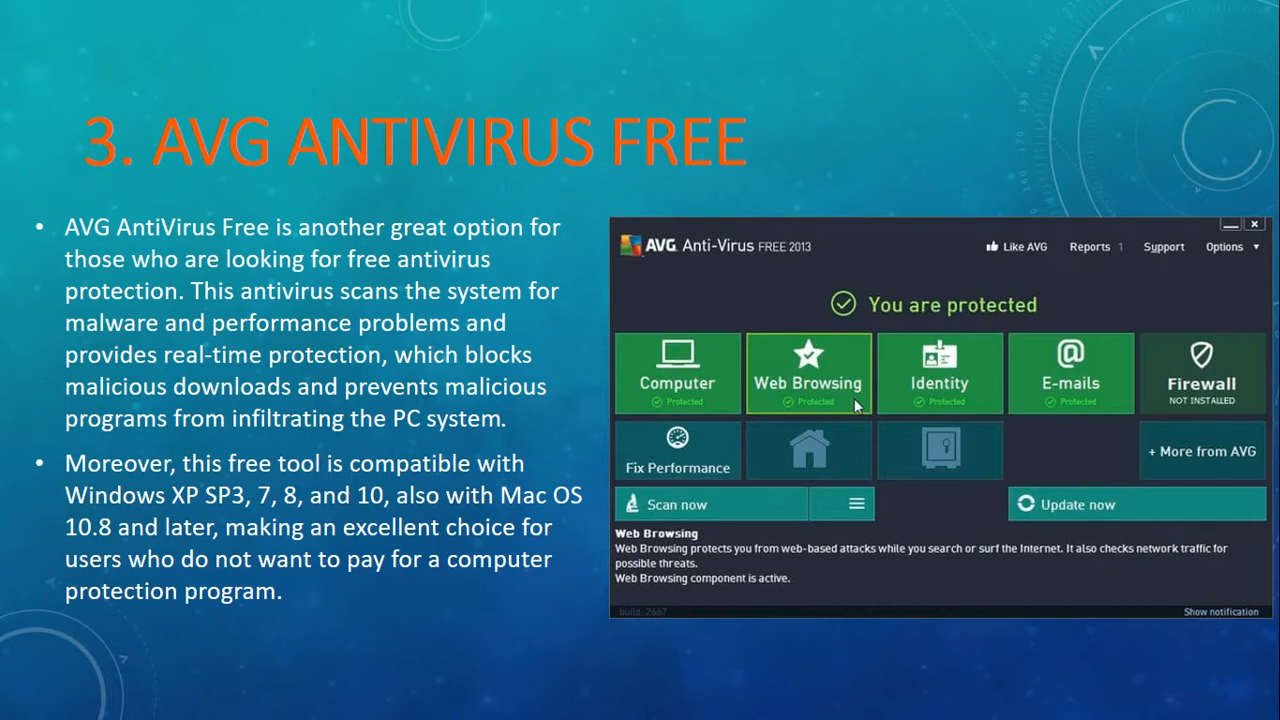 3. AVG ANTIVIRUS FREE
• AVG AntiVirus Free is another great option for
those who are looking for free antivirus
protection. This antivirus scans the system for
malware and performance problems and
provides real-time protection, which blocks
malicious downloads and prevents malicious
programs from infiltrating the PC system.
• Moreover, this free tool is compatible with
Windows XP SP3, 7, 8, and 10, also with Mac OS
10.8 and later, making an excellent choice for
users who do not want to pay for a computer
protection program.
AVG. Anti-Virus FREE 2013
Like AVG Reports 1 Support Options
You are protected
Computer
Protected
Web Browsing
Protected
Identity
Protected
E-mails
Protected
Firewall
NOT INSTALLED
Fix Performance
+ More from AVG
Scan now
Update now
Web Browsing
Web Browsing protects you from web-based attacks while you search or surf the Internet. It also checks network traffic for
possible threats.
Web Browsing component is active.
build: 2667
Show notification